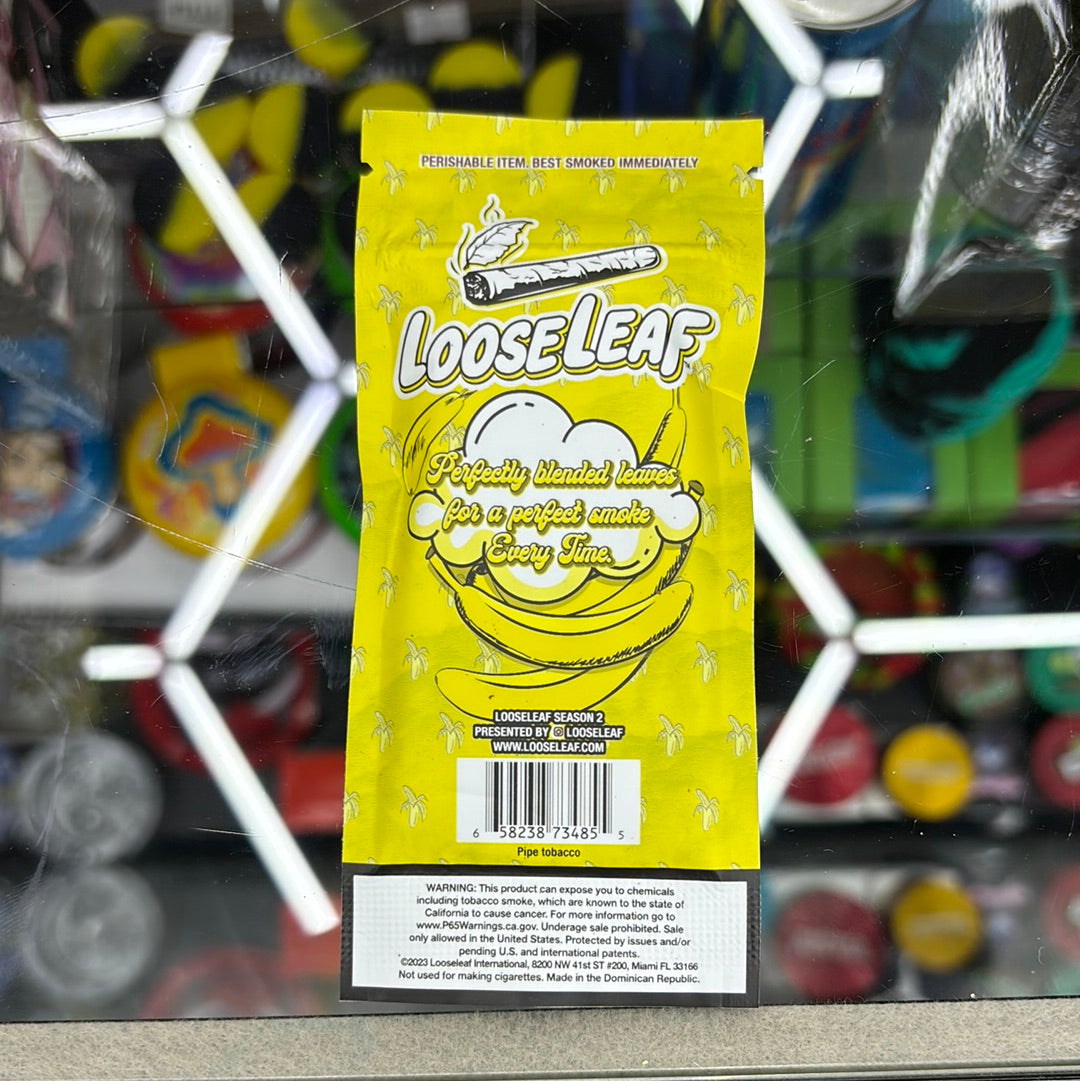 PERISHABLE ITEM. BEST SMOKED IMMEDIATELY
LOOSELEAF
Perfectly blended leaves
for a perfect smoke
Every Time.
LOOSELEAF SEASON 2
PRESENTED BY LOOSELEAF
WWW.LOOSELEAF.COM
6 58238 73485 5
Pipe tobacco
WARNING: This product can expose you to chemicals
including tobacco smoke, which are known to the state of
California to cause cancer. For more information go to
www.P65Warnings.ca.gov. Underage sale prohibited. Sale
only allowed in the United States. Protected by issues and/or
pending U.S. and international patents.
©2023 Looseleaf International, 8200 NW 41st ST #200, Miami FL 33166
Not used for making cigarettes. Made in the Dominican Republic.